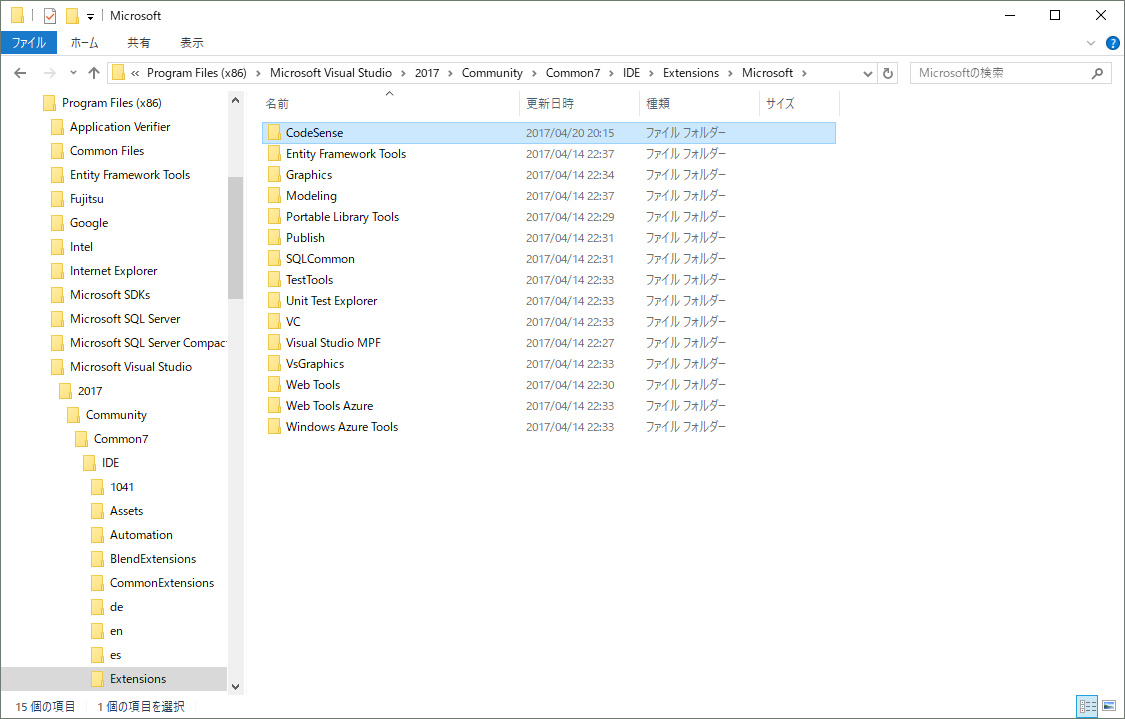 Microsoft
ファイル ホーム 共有 表示
« Program Files (x86) › Microsoft Visual Studio › 2017 › Community › Common7 › IDE › Extensions › Microsoft ›
Microsoftの検索
Program Files (x86)
Application Verifier
Common Files
Entity Framework Tools
Fujitsu
Google
Intel
Internet Explorer
Microsoft SDKs
Microsoft SQL Server
Microsoft SQL Server Compac
Microsoft Visual Studio
2017
Community
Common7
IDE
1041
Assets
Automation
BlendExtensions
CommonExtensions
de
en
es
Extensions
名前 更新日時 種類 サイズ
CodeSense 2017/04/20 20:15 ファイル フォルダー
Entity Framework Tools 2017/04/14 22:37 ファイル フォルダー
Graphics 2017/04/14 22:34 ファイル フォルダー
Modeling 2017/04/14 22:37 ファイル フォルダー
Portable Library Tools 2017/04/14 22:29 ファイル フォルダー
Publish 2017/04/14 22:31 ファイル フォルダー
SQLCommon 2017/04/14 22:31 ファイル フォルダー
TestTools 2017/04/14 22:33 ファイル フォルダー
Unit Test Explorer 2017/04/14 22:33 ファイル フォルダー
VC 2017/04/14 22:33 ファイル フォルダー
Visual Studio MPF 2017/04/14 22:27 ファイル フォルダー
VsGraphics 2017/04/14 22:33 ファイル フォルダー
Web Tools 2017/04/14 22:30 ファイル フォルダー
Web Tools Azure 2017/04/14 22:33 ファイル フォルダー
Windows Azure Tools 2017/04/14 22:33 ファイル フォルダー
15 個の項目 1 個の項目を選択